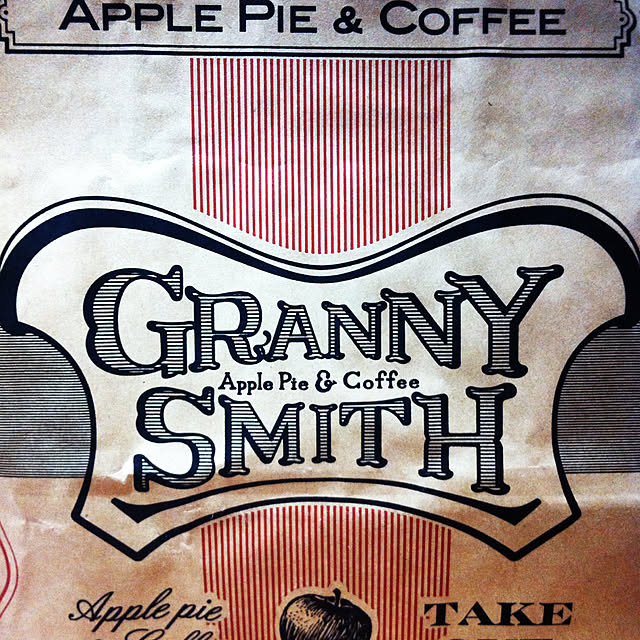 APPLE PIE & COFFEE
GRANNY
Apple Pie & Coffee
SMITH
Apple pie
TAKE